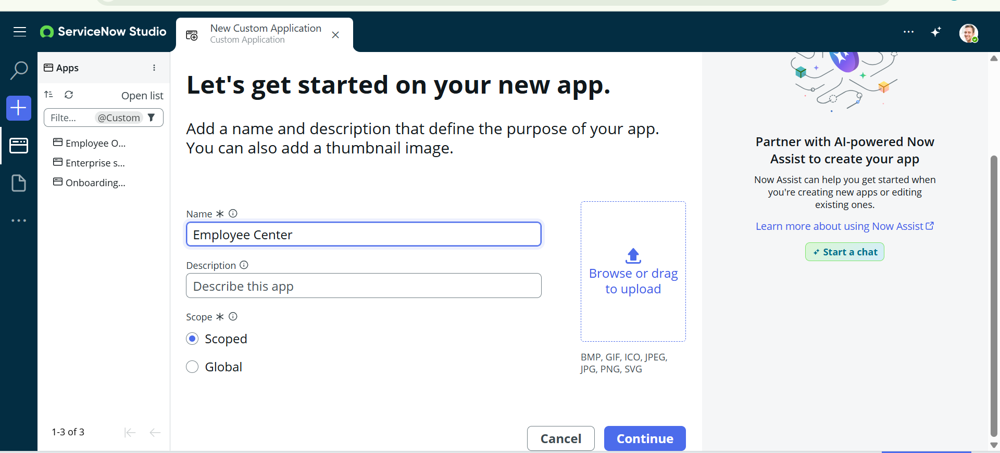 ServiceNow Studio
New Custom Application
Custom Application
Apps
Open list
Filte...
@Custom
Employee O...
Enterprise s...
Onboarding...
1-3 of 3
Let's get started on your new app.
Add a name and description that define the purpose of your app.
You can also add a thumbnail image.
Name *
Employee Center
Description
Describe this app
Scope *
Scoped
Global
Browse or drag
to upload
BMP, GIF, ICO, JPEG,
JPG, PNG, SVG
Cancel
Continue
Partner with AI-powered Now
Assist to create your app
Now Assist can help you get started when
you're creating new apps or editing
existing ones.
Learn more about using Now Assist
Start a chat